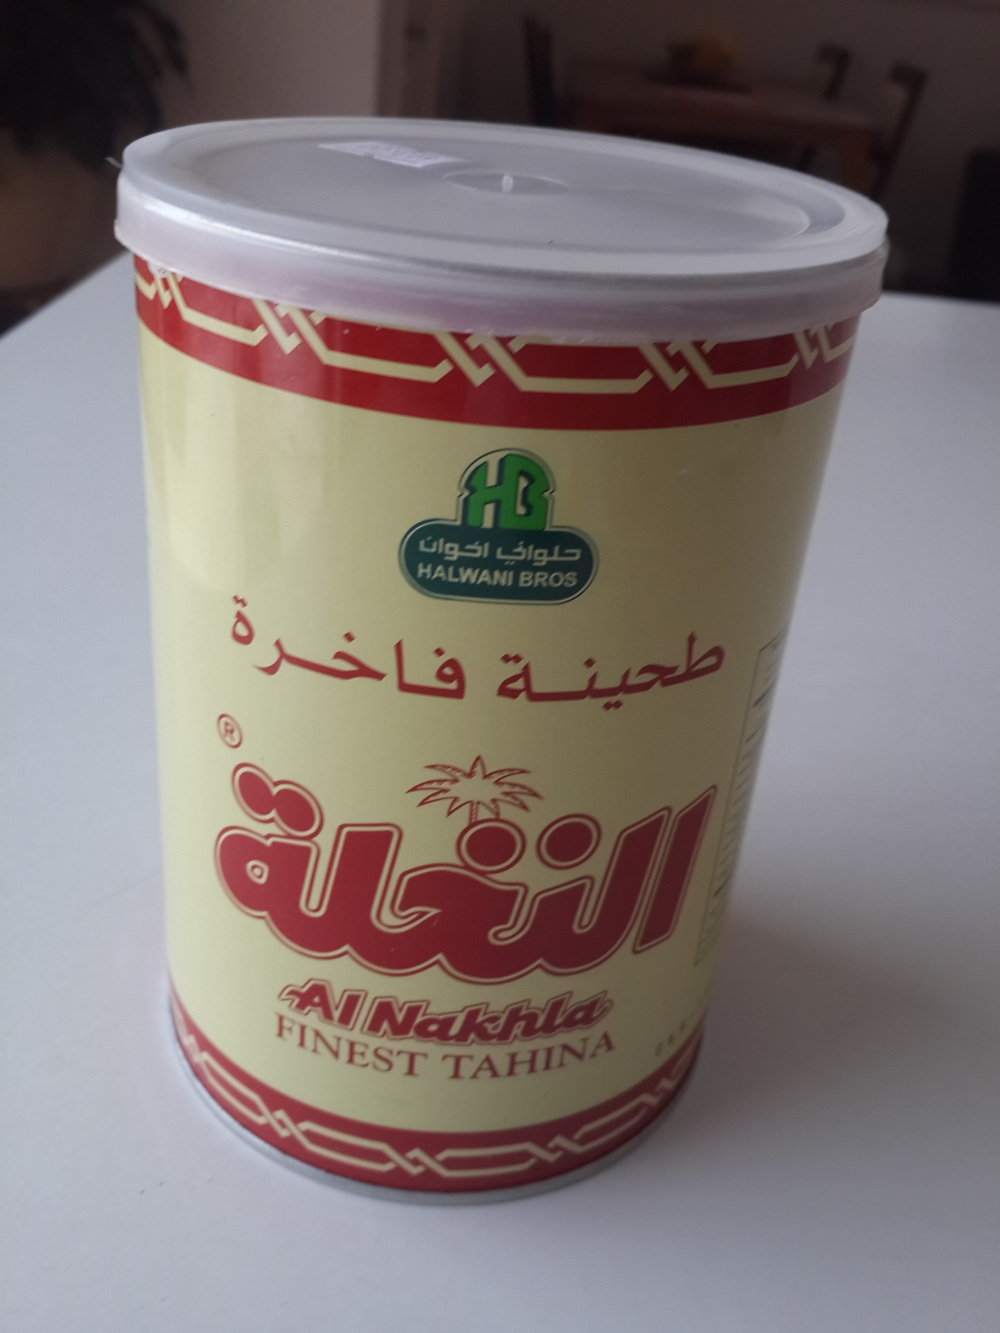 HB
حلواني اخوان
HALWANI BROS
طحينة فاخرة
®
النخلة
Al Nakhla
FINEST TAHINA